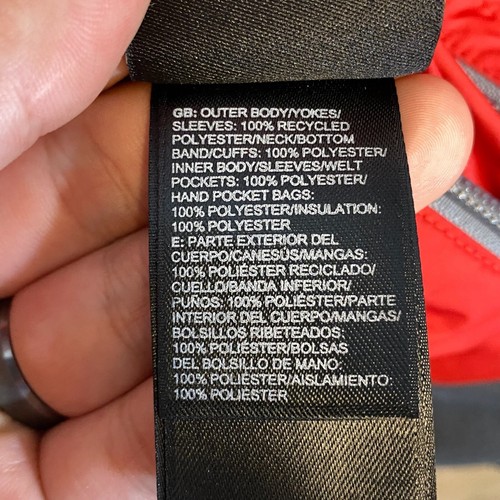 GB: OUTER BODY/YOKES/
SLEEVES: 100% RECYCLED
POLYESTER/NECK/BOTTOM
BAND/CUFFS: 100% POLYESTER/
INNER BODY/SLEEVES/WELT
POCKETS: 100% POLYESTER/
HAND POCKET BAGS:
100% POLYESTER/INSULATION:
100% POLYESTER
E: PARTE EXTERIOR DEL
CUERPO/CANESÚS/MANGAS:
100% POLIÉSTER RECICLADO/
CUELLO/BANDA INFERIOR/
PUÑOS: 100% POLIÉSTER/PARTE
INTERIOR DEL CUERPO/MANGAS/
BOLSILLOS RIBETEADOS:
100% POLIÉSTER/BOLSAS
DEL BOLSILLO DE MANO:
100% POLIÉSTER/AISLAMIENTO:
100% POLIÉSTER